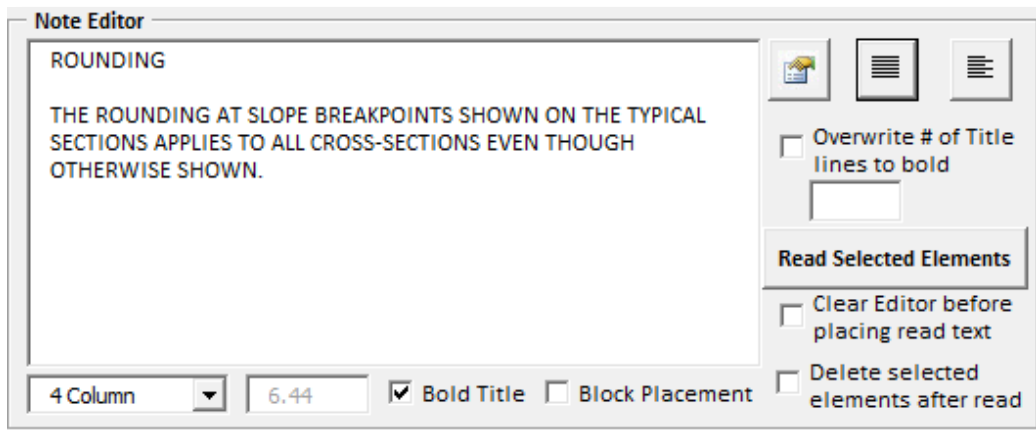 Note Editor
ROUNDING
THE ROUNDING AT SLOPE BREAKPOINTS SHOWN ON THE TYPICAL
SECTIONS APPLIES TO ALL CROSS-SECTIONS EVEN THOUGH
OTHERWISE SHOWN.
Overwrite # of Title
lines to bold
Read Selected Elements
Clear Editor before
placing read text
Delete selected
elements after read
4 Column
6.44
Bold Title
Block Placement